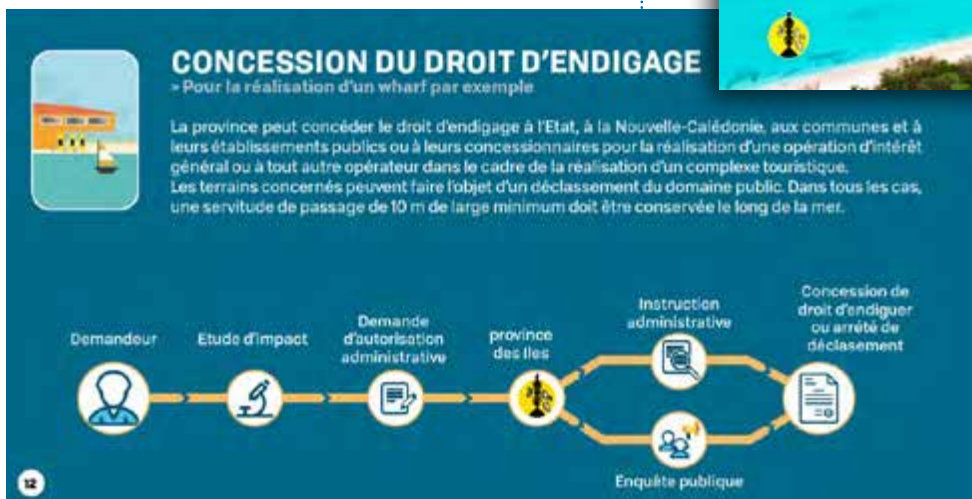 CONCESSION DU DROIT D'ENDIGAGE
> Pour la réalisation d'un wharf par exemple
La province peut concéder le droit d'endigage à l'Etat, à la Nouvelle-Calédonie, aux communes et à
leurs établissements publics ou à leurs concessionnaires pour la réalisation d'une opération d'intérêt
général ou à tout autre opérateur dans le cadre de la réalisation d'un complexe touristique.
Les terrains concernés peuvent faire l'objet d'un déclassement du domaine public. Dans tous les cas,
une servitude de passage de 10 m de large minimum doit être conservée le long de la mer.
Demandeur
Etude d'impact
Demande
d'autorisation
administrative
province
des Iles
Instruction
administrative
Enquête publique
Concession de
droit d'endiguer
ou arrêté de
déclasement
12